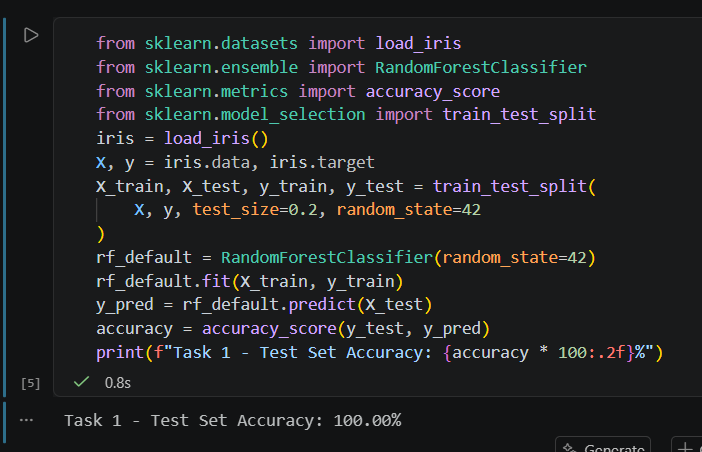 from sklearn.datasets import load_iris
from sklearn.ensemble import RandomForestClassifier
from sklearn.metrics import accuracy_score
from sklearn.model_selection import train_test_split
iris = load_iris()
X, y = iris.data, iris.target
X_train, X_test, y_train, y_test = train_test_split(
    X, y, test_size=0.2, random_state=42
)
rf_default = RandomForestClassifier(random_state=42)
rf_default.fit(X_train, y_train)
y_pred = rf_default.predict(X_test)
accuracy = accuracy_score(y_test, y_pred)
print(f"Task 1 - Test Set Accuracy: {accuracy * 100:.2f}%")
[5] 0.8s
... Task 1 - Test Set Accuracy: 100.00%
Generate